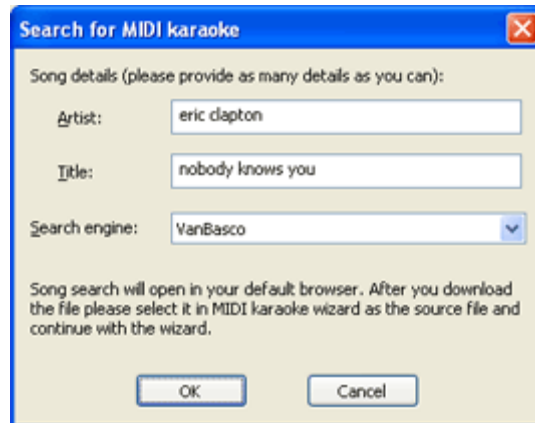 Search for MIDI karaoke
Song details (please provide as many details as you can):
Artist: eric clapton
Title: nobody knows you
Search engine: VanBasco
Song search will open in your default browser. After you download
the file please select it in MIDI karaoke wizard as the source file and
continue with the wizard.
OK Cancel